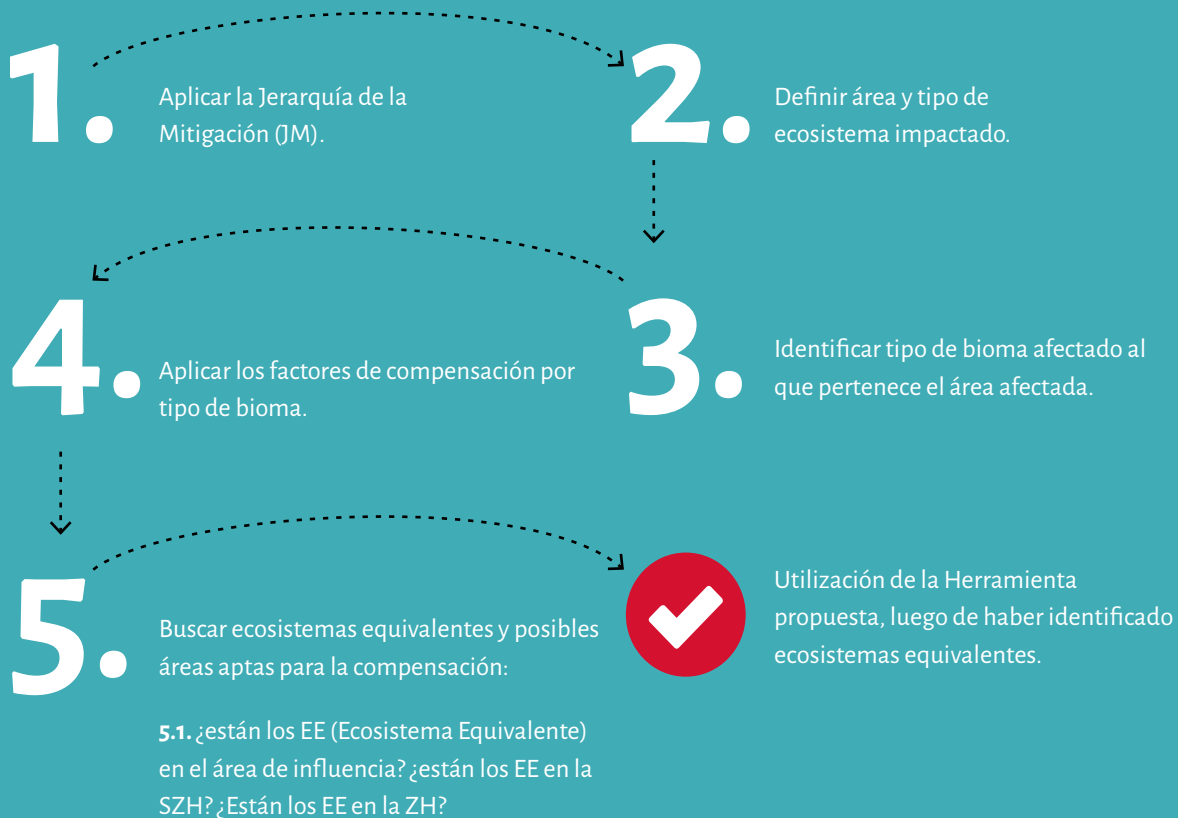 1.
Aplicar la Jerarquía de la
Mitigación (JM).
2.
Definir área y tipo de
ecosistema impactado.
3.
Identificar tipo de bioma afectado al
que pertenece el área afectada.
4.
Aplicar los factores de compensación por
tipo de bioma.
5.
Buscar ecosistemas equivalentes y posibles
áreas aptas para la compensación:
5.1. ¿están los EE (Ecosistema Equivalente)
en el área de influencia? ¿están los EE en la
SZH? ¿Están los EE en la ZH?
Utilización de la Herramienta
propuesta, luego de haber identificado
ecosistemas equivalentes.